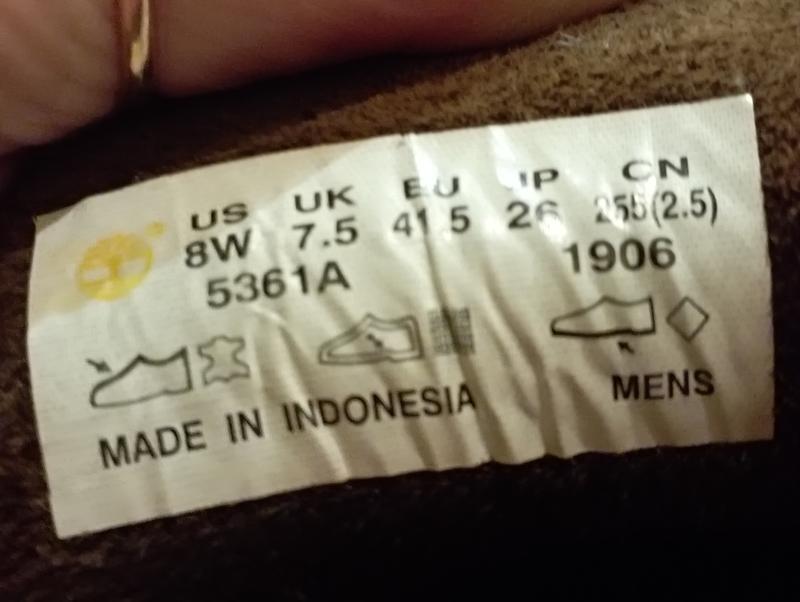 US UK EU JP CN
8W 7.5 41.5 26 255(2.5)
5361A 1906
MADE IN INDONESIA MENS